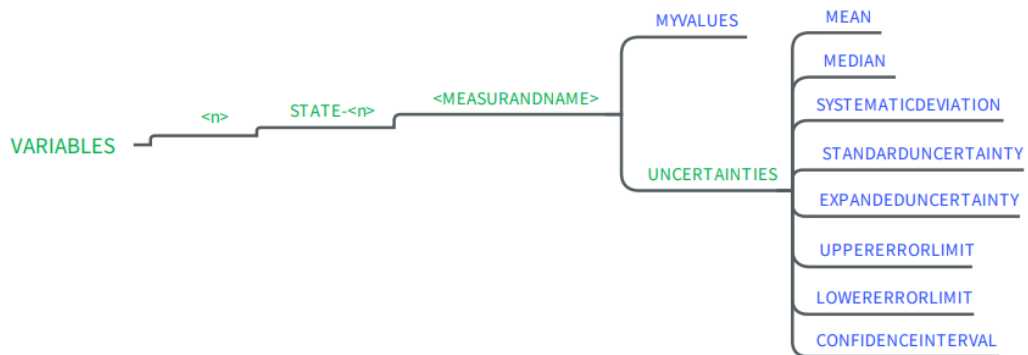 VARIABLES
<n>
STATE-<n>
<MEASURANDNAME>
MYVALUES
UNCERTAINTIES
MEAN
MEDIAN
SYSTEMATICDEVIATION
STANDARDUNCERTAINTY
EXPANDEDUNCERTAINTY
UPPERERRORLIMIT
LOWERERRORLIMIT
CONFIDENCEINTERVAL